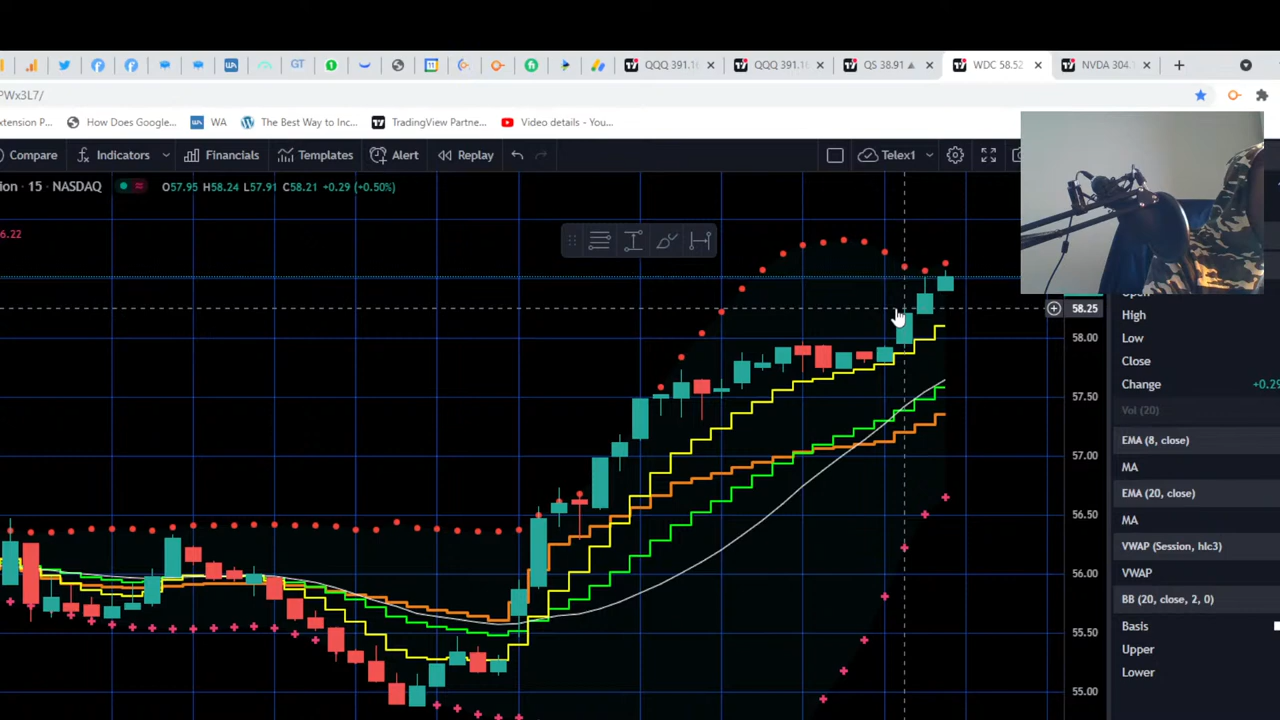 QQQ 391.16
QQQ 391.16
QS 38.91 ▲
WDC 58.52
NVDA 304.
PWx3L7/
xtension P...
How Does Google...
WA
The Best Way to Inc...
TradingView Partne...
Video details - You...
Compare
Indicators
Financials
Templates
Alert
Replay
Telex1
ion · 15 · NASDAQ
O57.95 H58.24 L57.91 C58.21 +0.29 (+0.50%)
6.22
58.25
58.00
57.50
57.00
56.50
56.00
55.50
55.00
High
Low
Close
Change +0.29
Vol (20)
EMA (8, close)
MA
EMA (20, close)
MA
VWAP (Session, hlc3)
VWAP
BB (20, close, 2, 0)
Basis
Upper
Lower